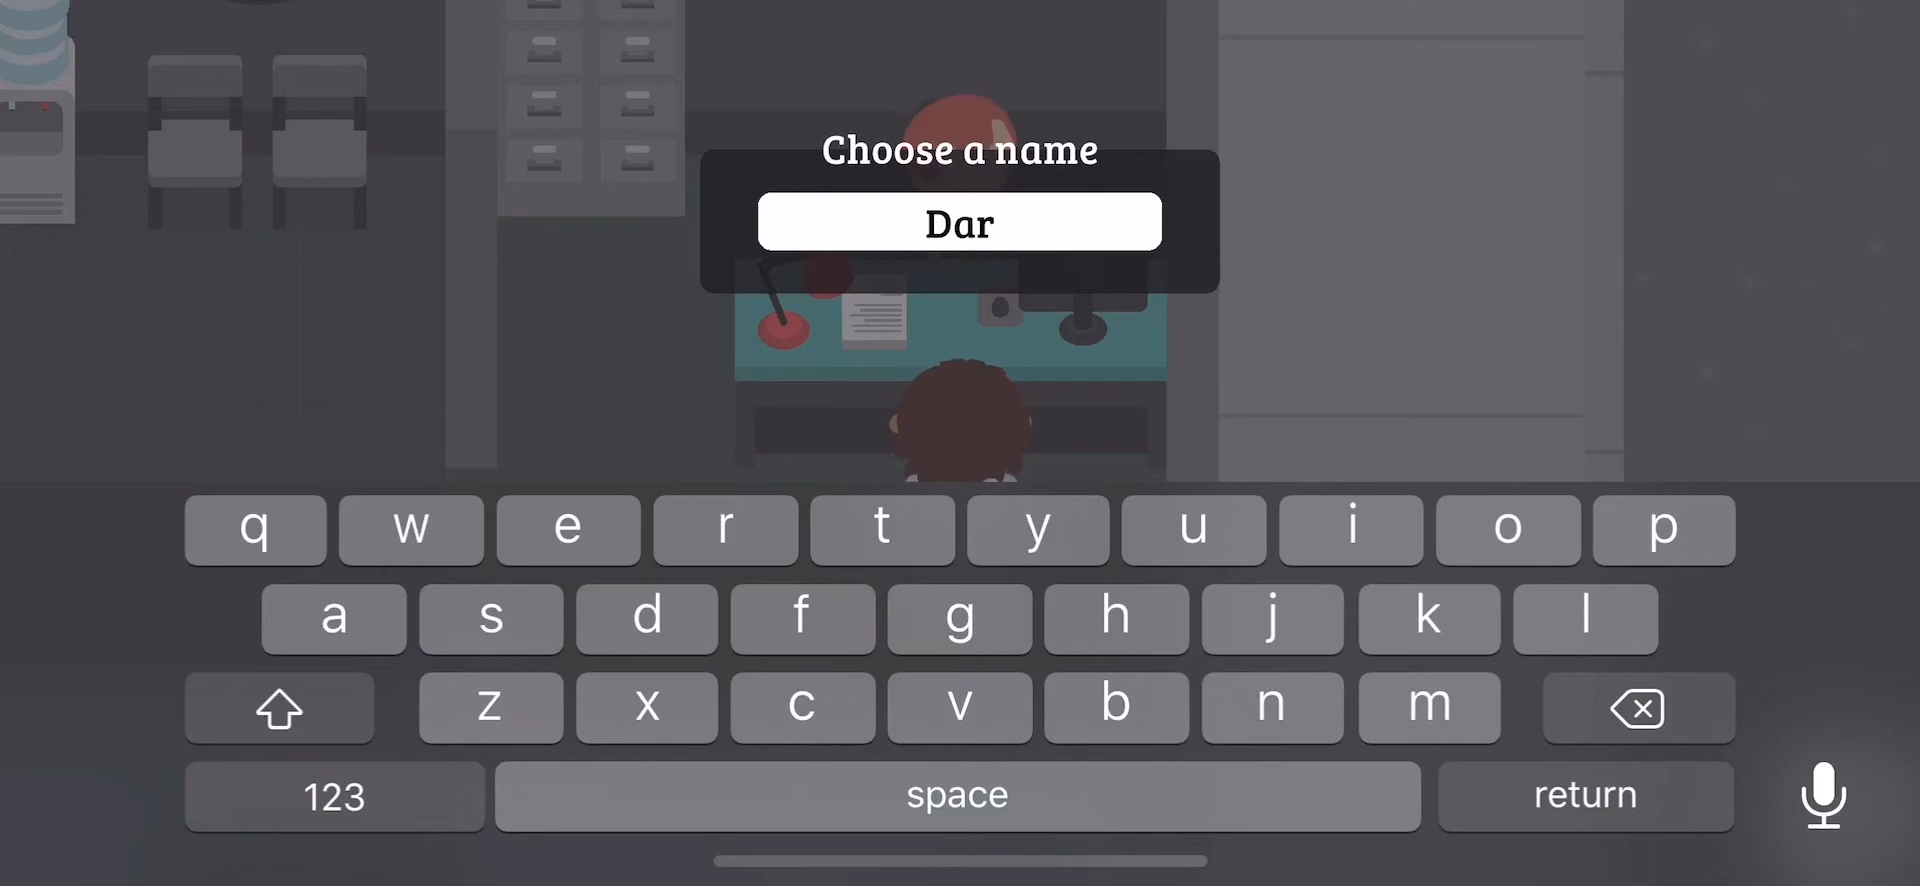 Choose a name
Dar
q w e r t y u i o p
a s d f g h j k l
z x c v b n m
123 space return